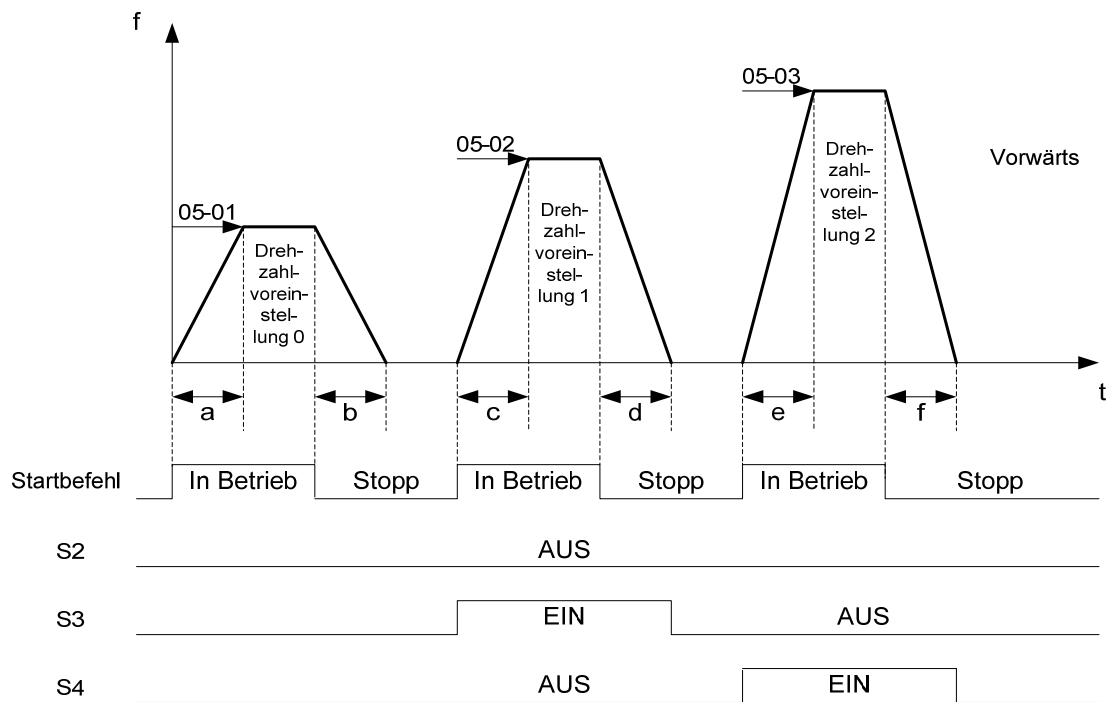 f
05-03
05-02
Vorwärts
05-01
Dreh-
zahl-
vorein-
stel-
lung 0
Dreh-
zahl-
vorein-
stel-
lung 1
Dreh-
zahl-
vorein-
stel-
lung 2
t
a
b
c
d
e
f
Startbefehl
In Betrieb
Stopp
In Betrieb
Stopp
In Betrieb
Stopp
S2
AUS
S3
EIN
AUS
S4
AUS
EIN